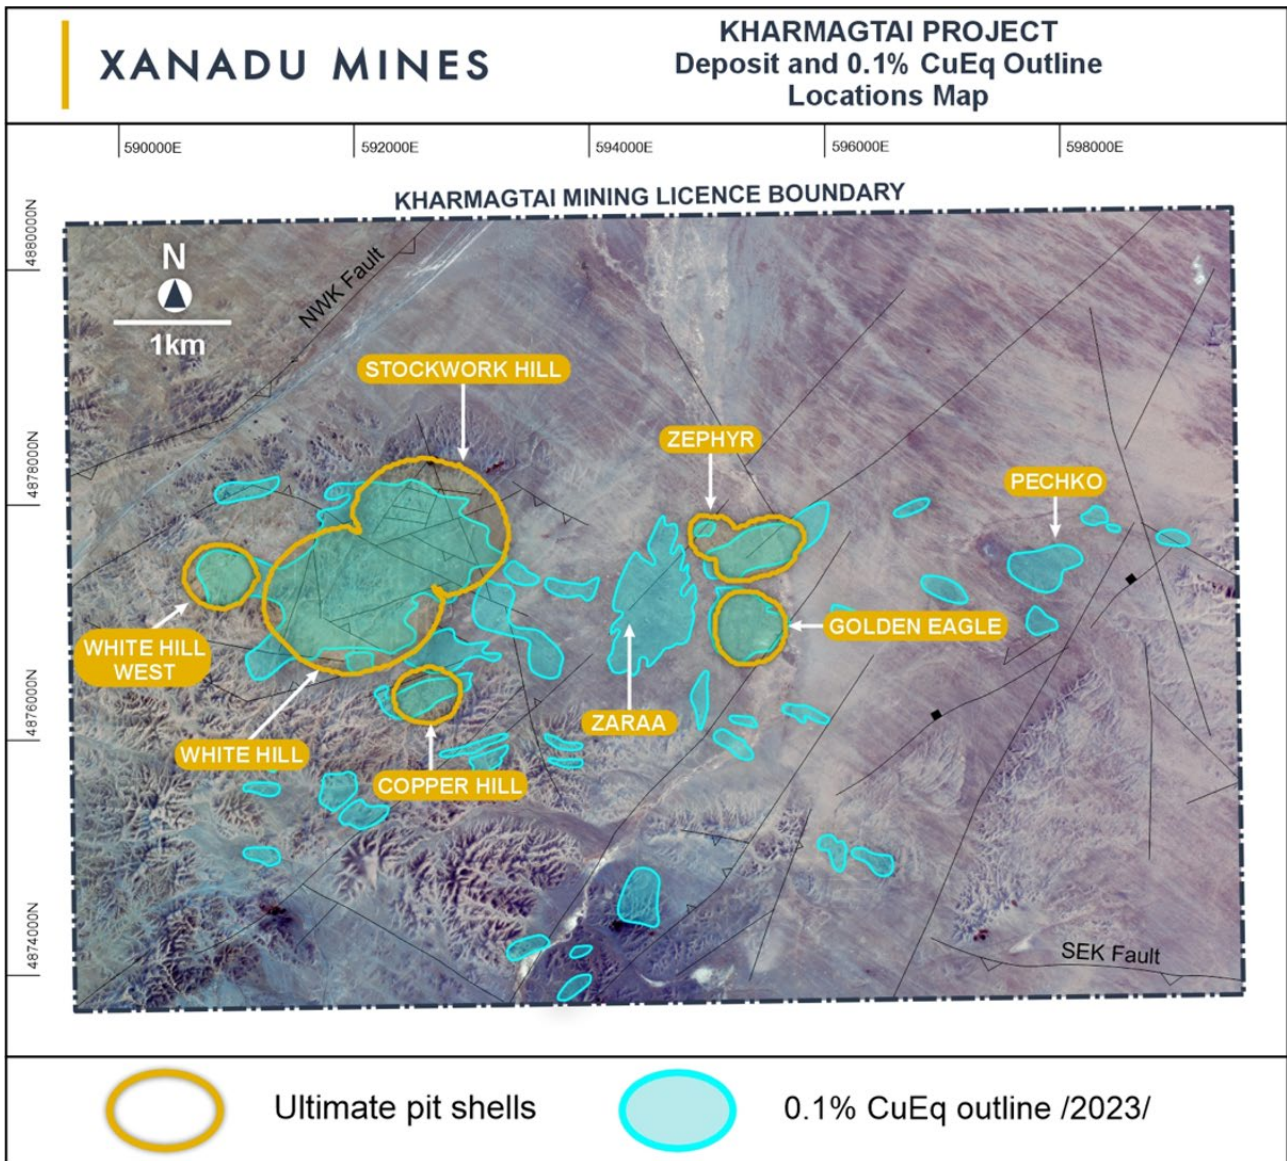 XANADU MINES
KHARMAGTAI PROJECT
Deposit and 0.1% CuEq Outline
Locations Map
590000E
592000E
594000E
596000E
598000E
KHARMAGTAI MINING LICENCE BOUNDARY
4880000N
4878000N
4876000N
4874000N
N
1km
NWK Fault
STOCKWORK HILL
ZEPHYR
PECHKO
GOLDEN EAGLE
WHITE HILL
WEST
ZARAA
WHITE HILL
COPPER HILL
SEK Fault
Ultimate pit shells
0.1% CuEq outline /2023/